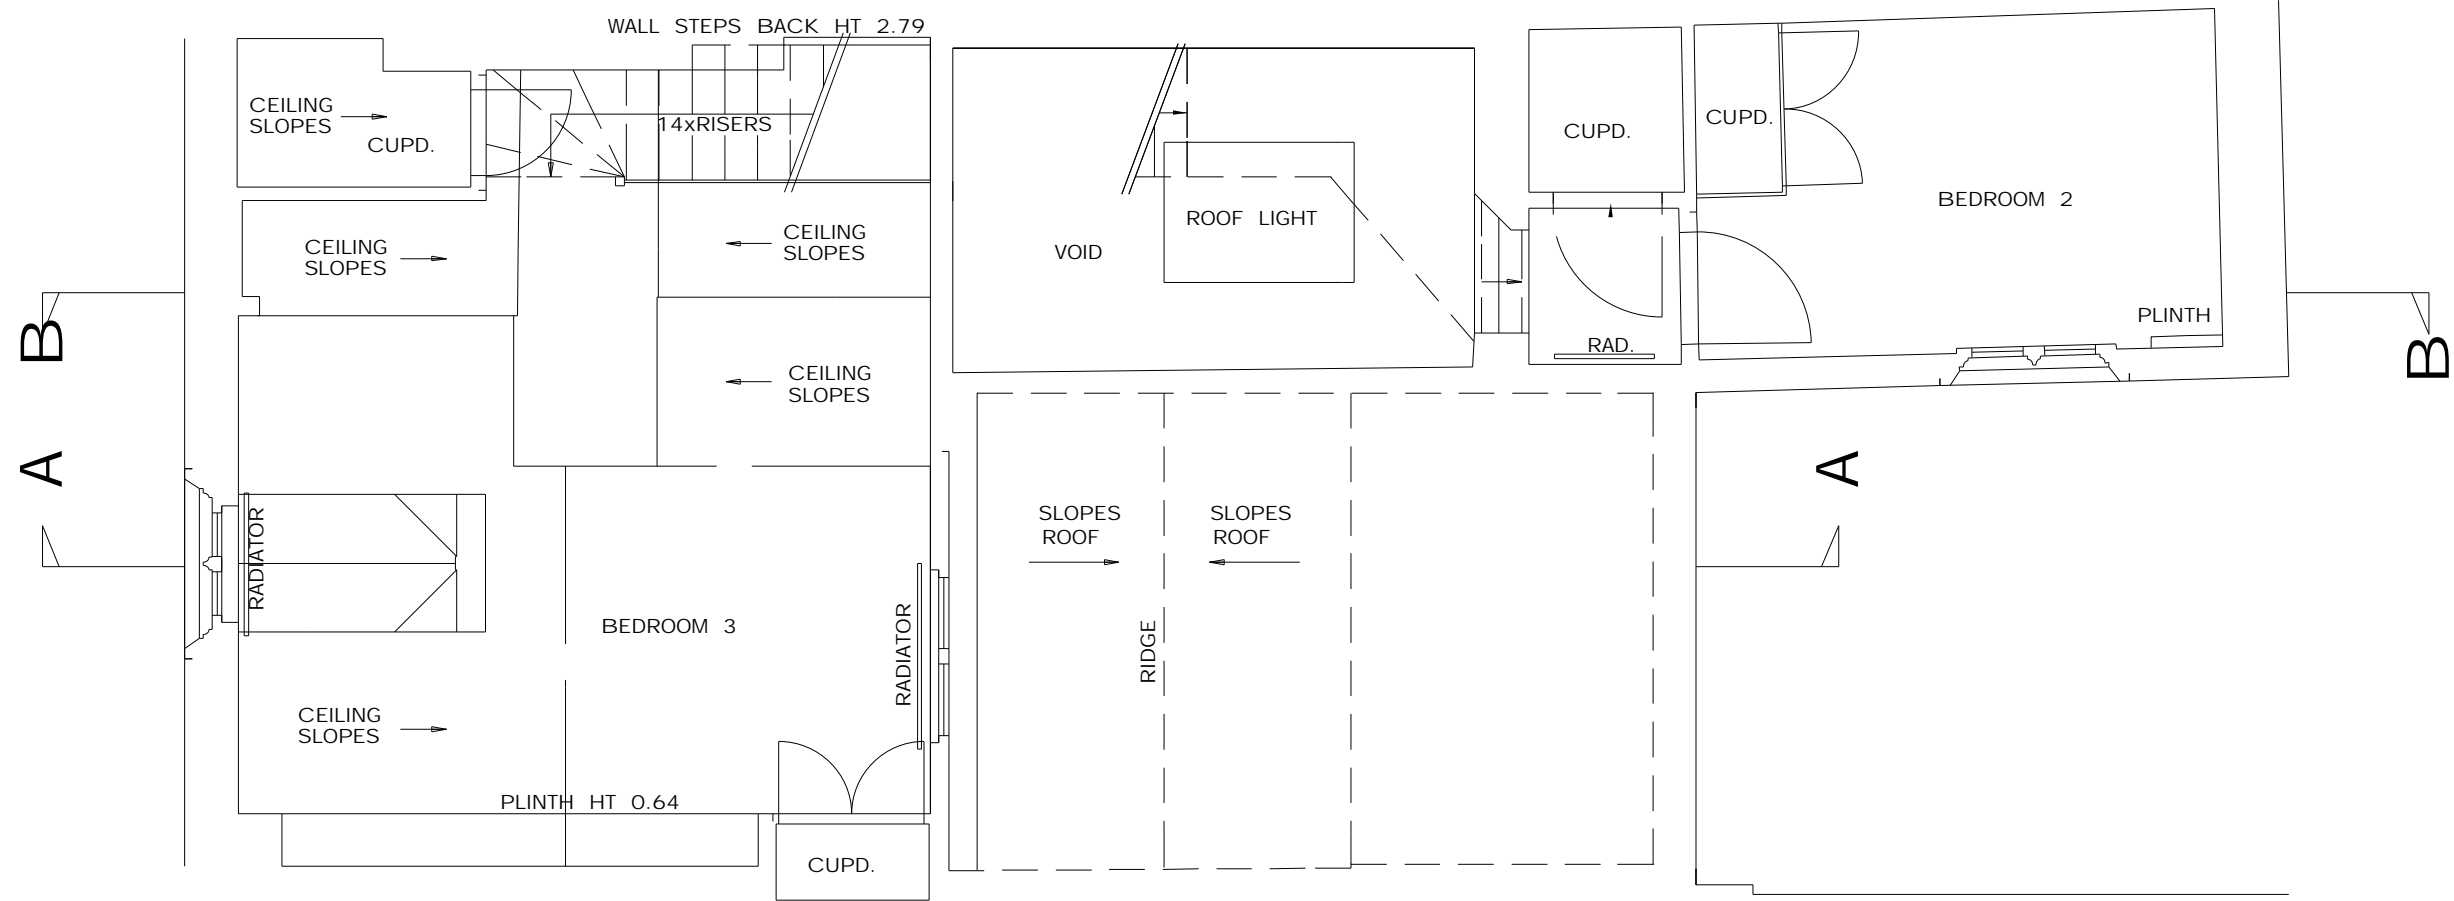 WALL STEPS BACK HT 2.79
CEILING
SLOPES
CUPD.
14xRISERS
CEILING
SLOPES
CEILING
SLOPES
CEILING
SLOPES
VOID
ROOF LIGHT
CUPD.
CUPD.
BEDROOM 2
RAD.
PLINTH
B
B
A
A
RADIATOR
BEDROOM 3
RADIATOR
SLOPES
ROOF
SLOPES
ROOF
RIDGE
CEILING
SLOPES
PLINTH HT 0.64
CUPD.